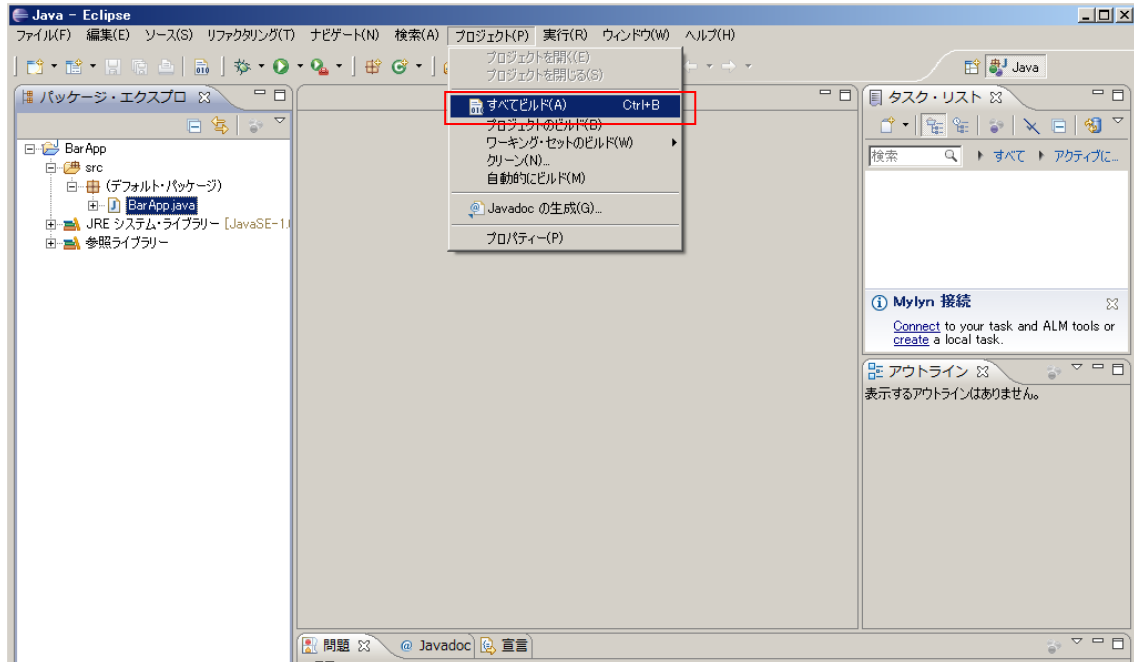 Java - Eclipse
ファイル(F) 編集(E) ソース(S) リファクタリング(T) ナビゲート(N) 検索(A) プロジェクト(P) 実行(R) ウィンドウ(W) ヘルプ(H)
プロジェクトを開く(E)
プロジェクトを閉じる(S)
すべてビルド(A) Ctrl+B
プロジェクトのビルド(B)
ワーキング・セットのビルド(W)
クリーン(N)...
自動的にビルド(M)
Javadoc の生成(G)...
プロパティー(P)
Java
パッケージ・エクスプロ
BarApp
src
(デフォルト・パッケージ)
BarApp.java
JRE システム・ライブラリー [JavaSE-1.
参照ライブラリー
タスク・リスト
検索 すべて アクティブに...
Mylyn 接続
Connect to your task and ALM tools or
create a local task.
アウトライン
表示するアウトラインはありません。
問題 @ Javadoc 宣言